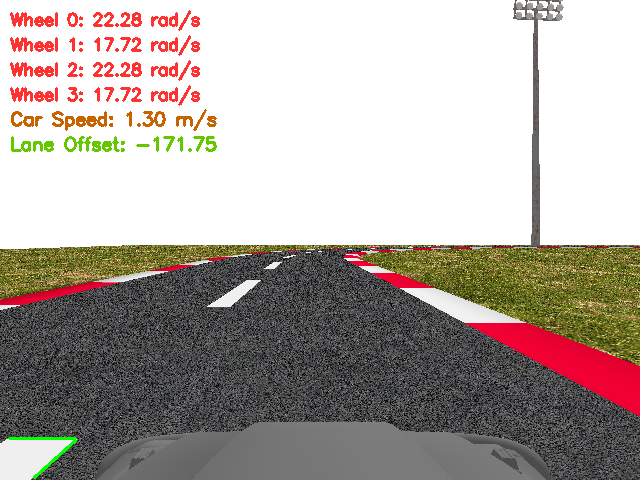 Wheel 0: 22.28 rad/s
Wheel 1: 17.72 rad/s
Wheel 2: 22.28 rad/s
Wheel 3: 17.72 rad/s
Car Speed: 1.30 m/s
Lane Offset: -171.75